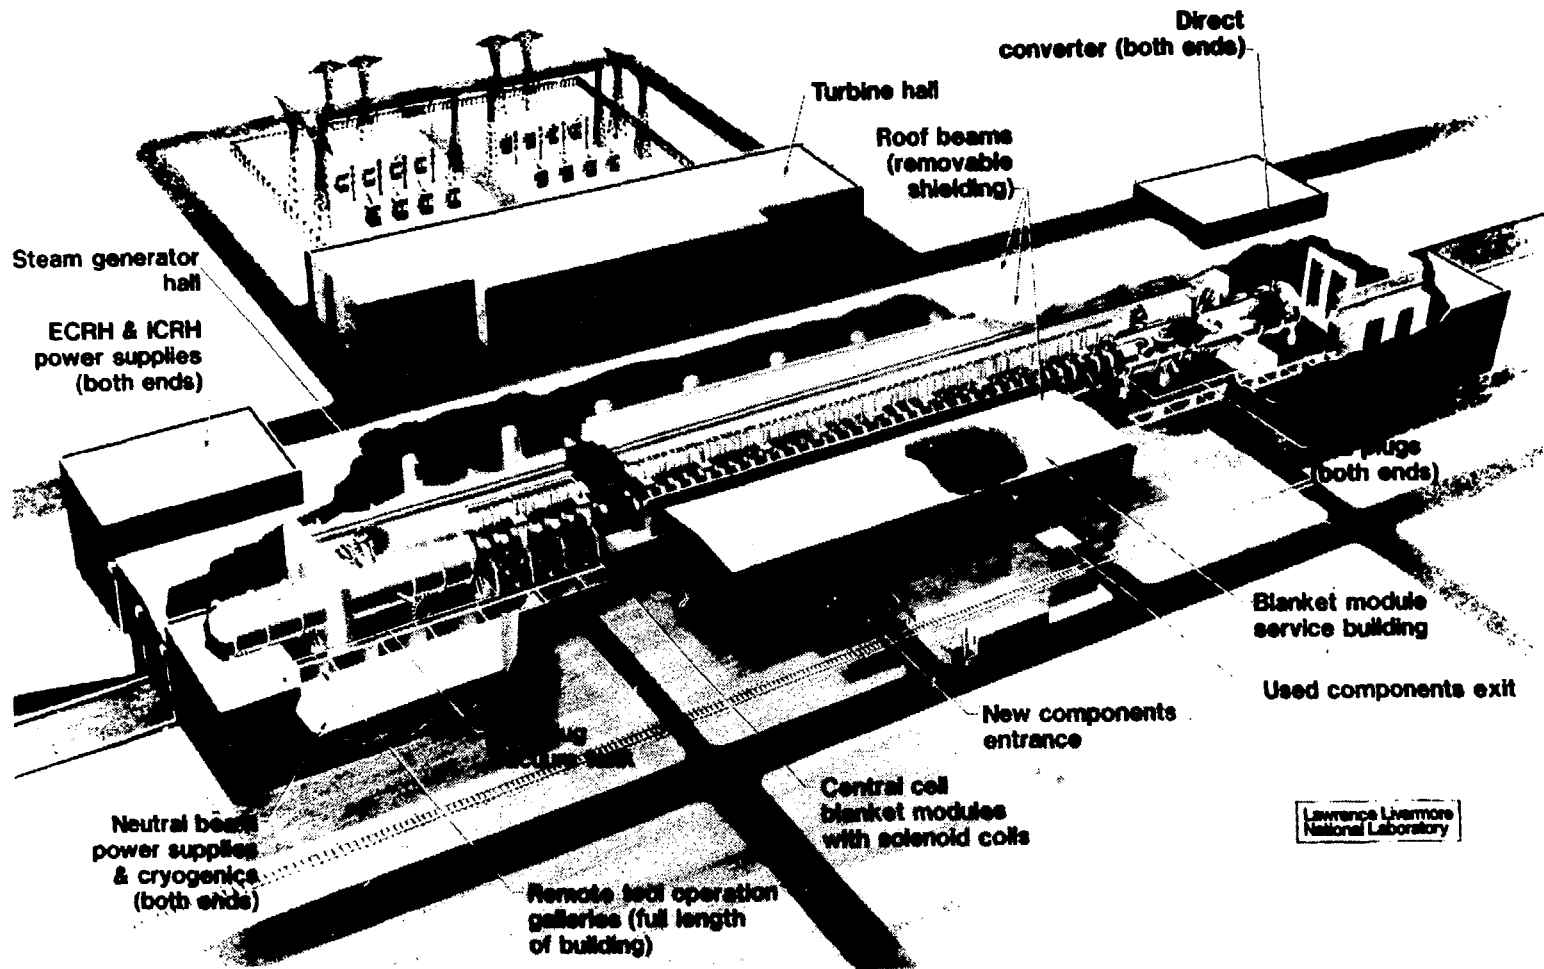 Direct
converter (both ends)
Turbine hall
Roof beams
(removable
shielding)
Steam generator
hall
ECRH & ICRH
power supplies
(both ends)
plugs
(both ends)
Blanket module
service building
Used components exit
New components
entrance
Central cell
blanket modules
with solenoid coils
Neutral beam
power supplies
& cryogenics
(both ends)
Remote tool operation
galleries (full length
of building)
Lawrence Livermore
National Laboratory